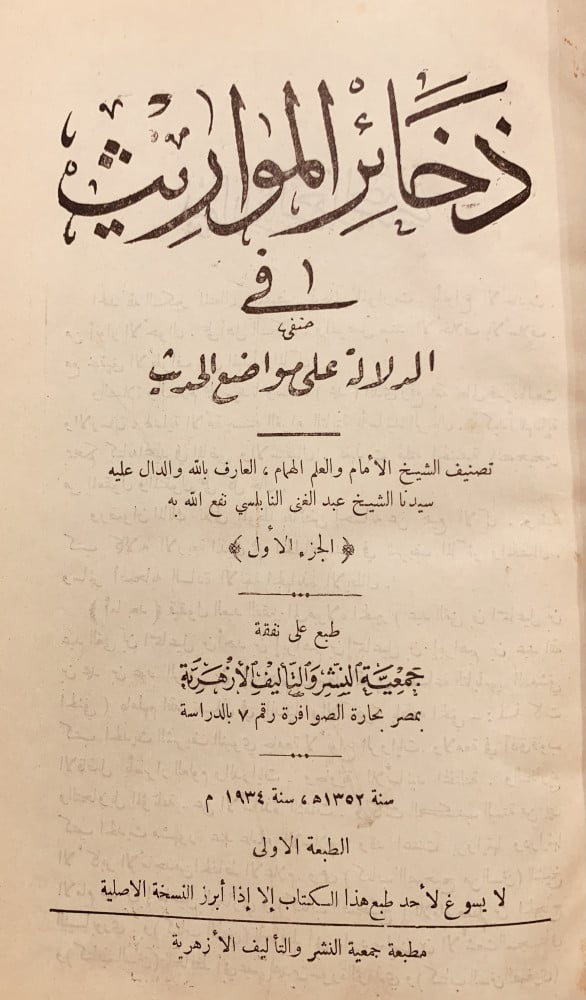 ذخائر المواريث
في
الدلالة على مواضع الحديث
تصنيف الشيخ الأمام والعلم الهمام ، العارف بالله والدال عليه
سيدنا الشيخ عبد الغنى النابلسي نفع الله به
﴿ الجزء الأول ﴾
طبع على نفقة
جمعية النشر والتأليف الأزهرية
بمصر بحارة الصوافرة رقم ٧ بالدراسة
سنة ١٣٥٢ ه ، سنة ١٩٣٤ م
الطبعة الاولى
لا يسوغ لأحد طبع هذا الكتاب إلا إذا أبرز النسخة الاصلية
مطبعة جمعية النشر والتأليف الأزهرية